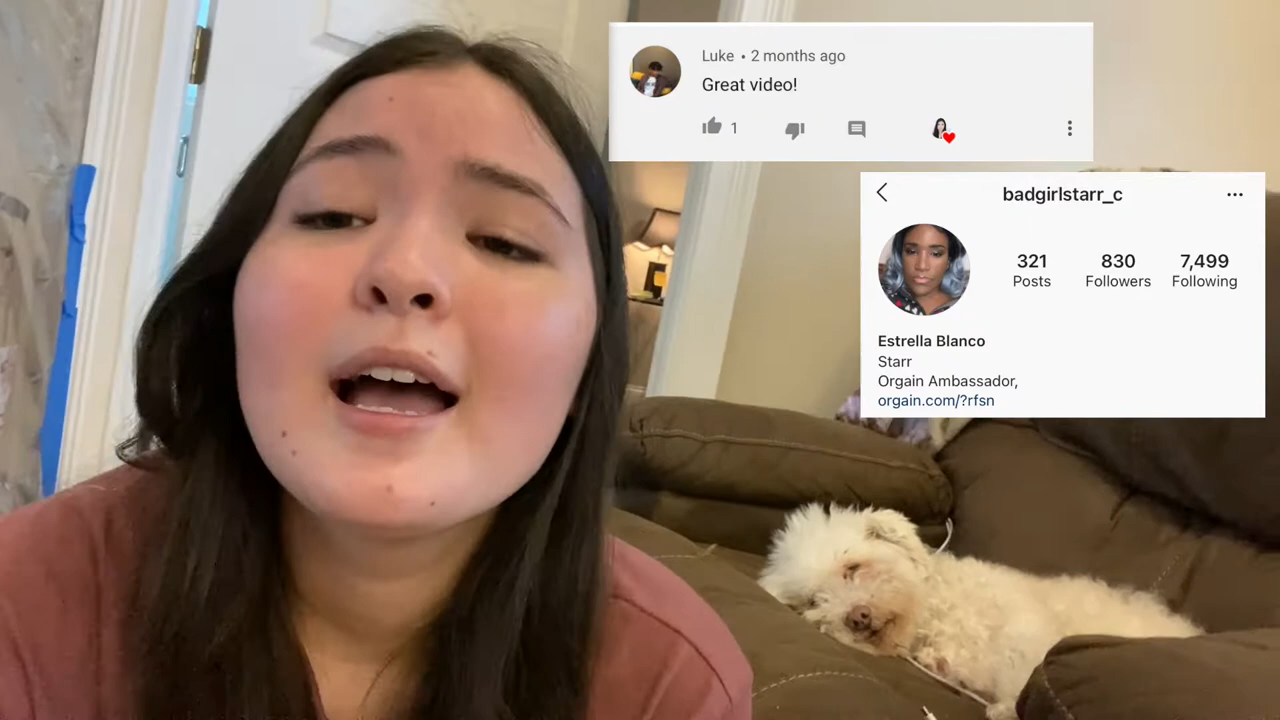 Luke • 2 months ago
Great video!
1
badgirlstarr_c
321 830 7,499
Posts Followers Following
Estrella Blanco
Starr
Orgain Ambassador,
orgain.com/?rfsn